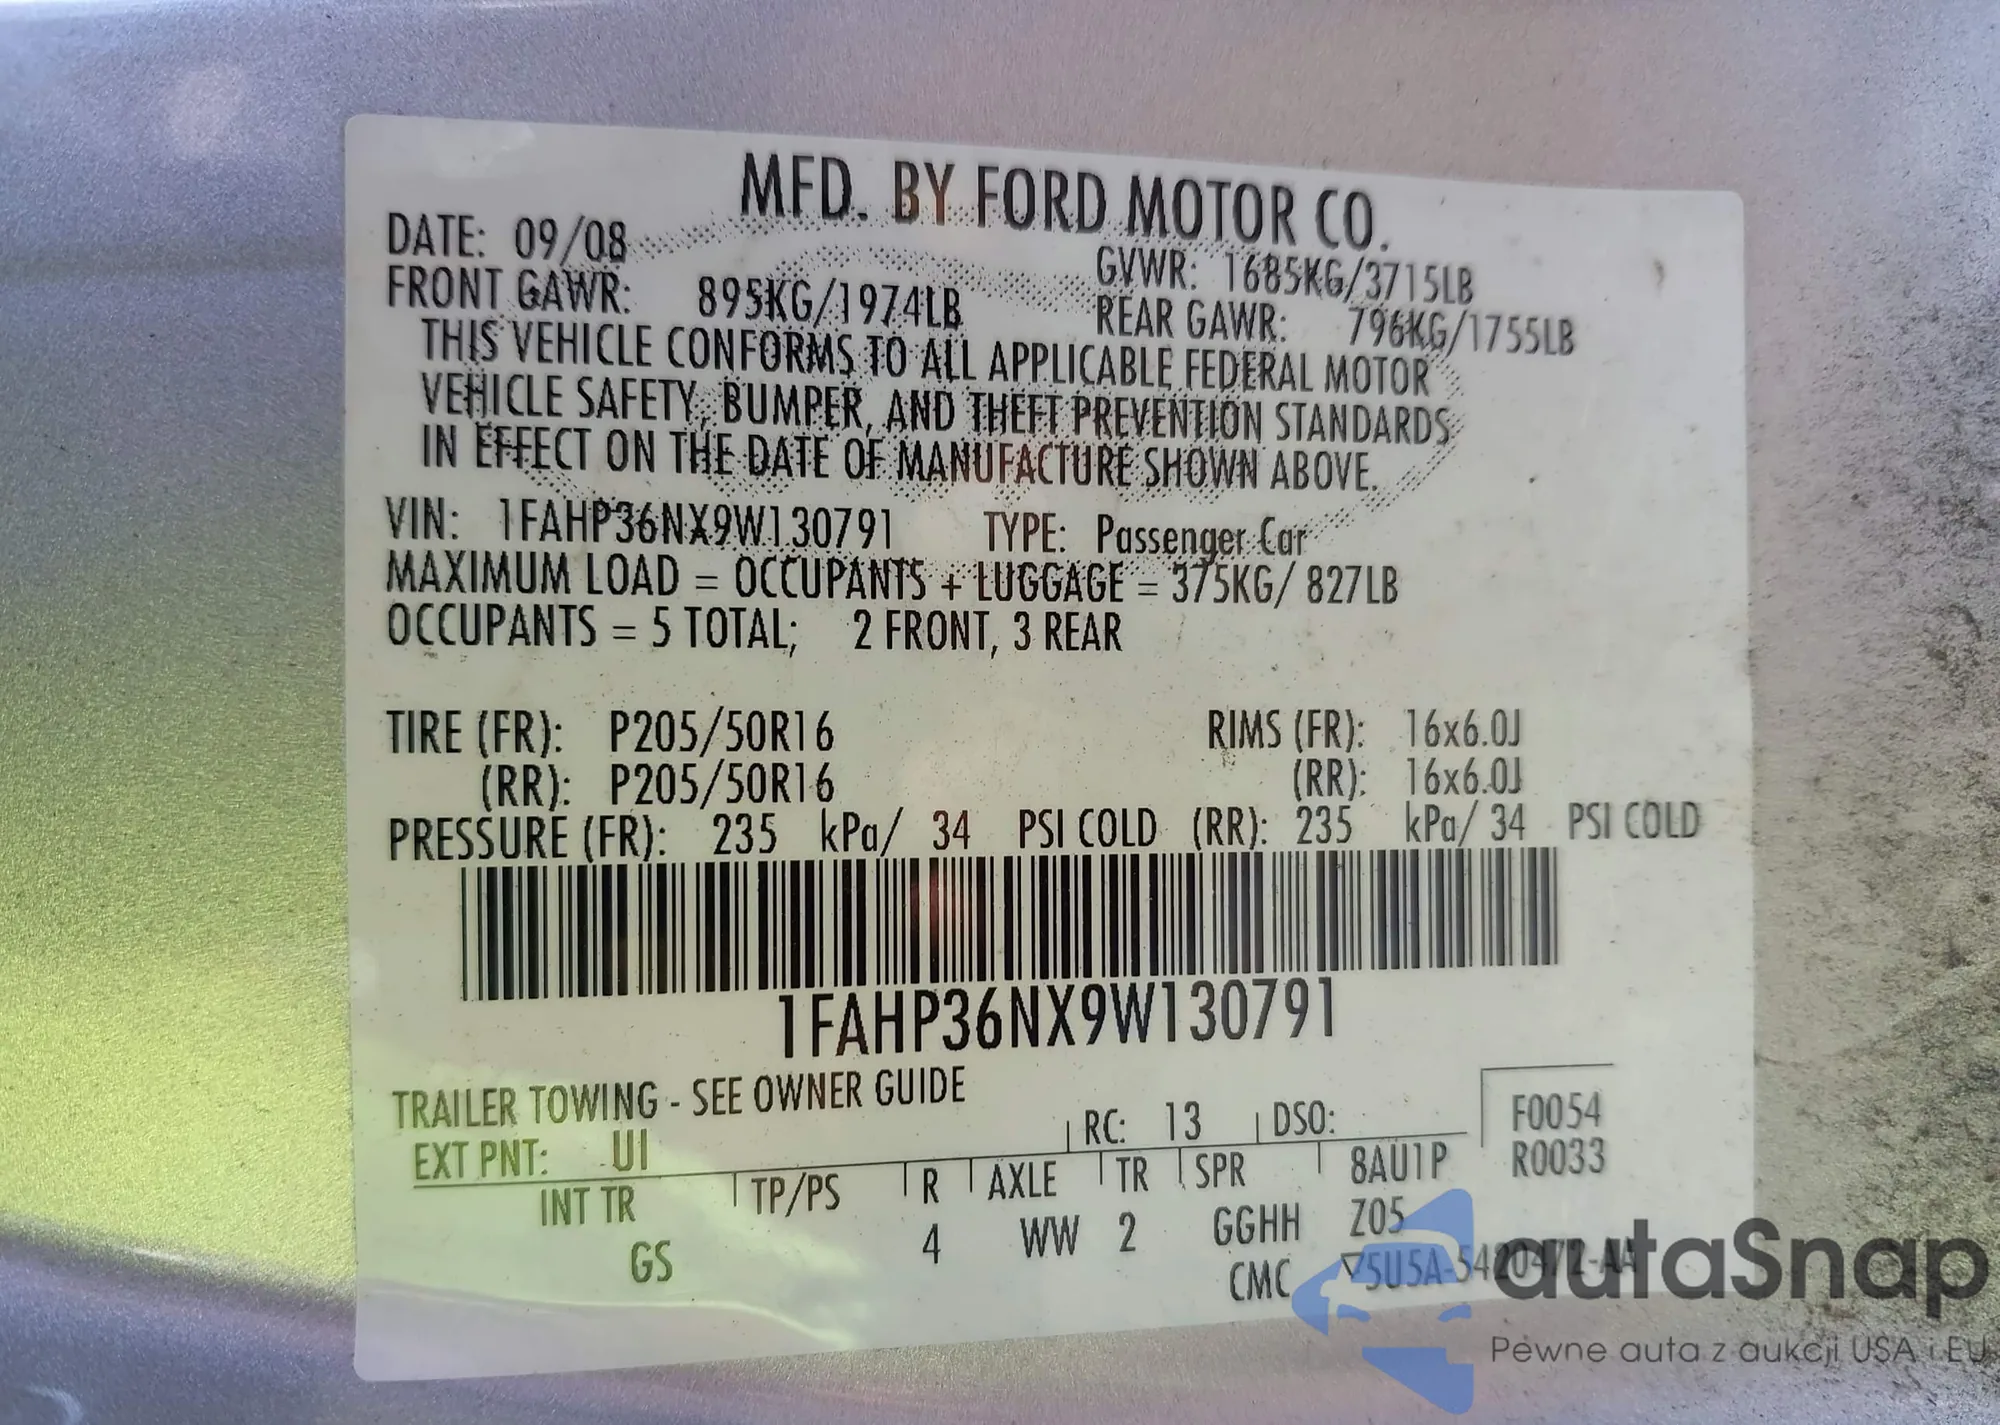 MFD. BY FORD MOTOR CO.
DATE: 09/08 GVWR: 1685KG/3715LB
FRONT GAWR: 895KG/1974LB REAR GAWR: 796KG/1755LB
THIS VEHICLE CONFORMS TO ALL APPLICABLE FEDERAL MOTOR
VEHICLE SAFETY, BUMPER, AND THEFT PREVENTION STANDARDS
IN EFFECT ON THE DATE OF MANUFACTURE SHOWN ABOVE.
VIN: 1FAHP36NX9W130791 TYPE: Passenger Car
MAXIMUM LOAD = OCCUPANTS + LUGGAGE = 375KG/ 827LB
OCCUPANTS = 5 TOTAL; 2 FRONT, 3 REAR
TIRE (FR): P205/50R16 RIMS (FR): 16x6.0J
(RR): P205/50R16 (RR): 16x6.0J
PRESSURE (FR): 235 kPa/ 34 PSI COLD (RR): 235 kPa/ 34 PSI COLD
1FAHP36NX9W130791
TRAILER TOWING - SEE OWNER GUIDE
EXT PNT: UI RC: 13 DSO: F0054
INT TR TP/PS R AXLE TR SPR 8AU1P R0033
GS 4 WW 2 GGHH Z05
CMC ▽5U5A-5420472-AA
autaSnap
Pewne auta z aukcji USA i EU